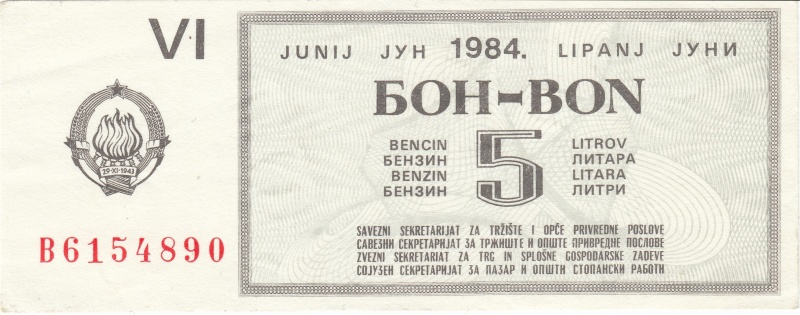 VI
JUNIJ ЈУН 1984. LIPANJ ЈУНИ
БОН-BON
BENCIN 5 LITROV
БЕНЗИН ЛИТАРА
BENZIN LITARA
БЕНЗИН ЛИТРИ
29·XI·1943
B6154890
SAVEZNI SEKRETARIJAT ZA TRŽIŠTE I OPĆE PRIVREDNE POSLOVE
САВЕЗНИ СЕКРЕТАРИЈАТ ЗА ТРЖИШТЕ И ОПШТЕ ПРИВРЕДНЕ ПОСЛОВЕ
ZVEZNI SEKRETARIAT ZA TRG IN SPLOŠNE GOSPODARSKE ZADEVE
СОЈУЗЕН СЕКРЕТАРИЈАТ ЗА ПАЗАР И ОПШТИ СТОПАНСКИ РАБОТИ